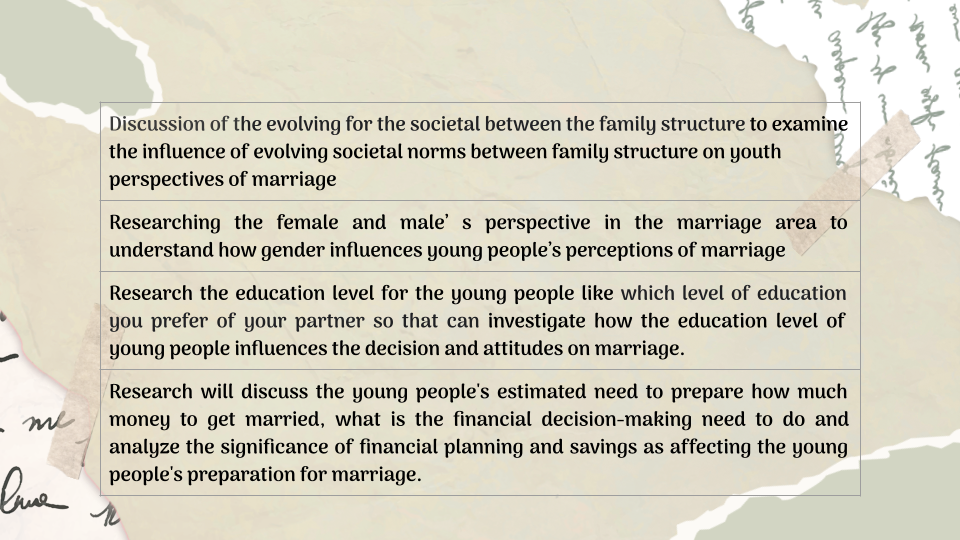 Discussion of the evolving for the societal between the family structure to examine
the influence of evolving societal norms between family structure on youth
perspectives of marriage
Researching the female and male’ s perspective in the marriage area to
understand how gender influences young people’s perceptions of marriage
Research the education level for the young people like which level of education
you prefer of your partner so that can investigate how the education level of
young people influences the decision and attitudes on marriage.
Research will discuss the young people's estimated need to prepare how much
money to get married, what is the financial decision-making need to do and
analyze the significance of financial planning and savings as affecting the young
people's preparation for marriage.